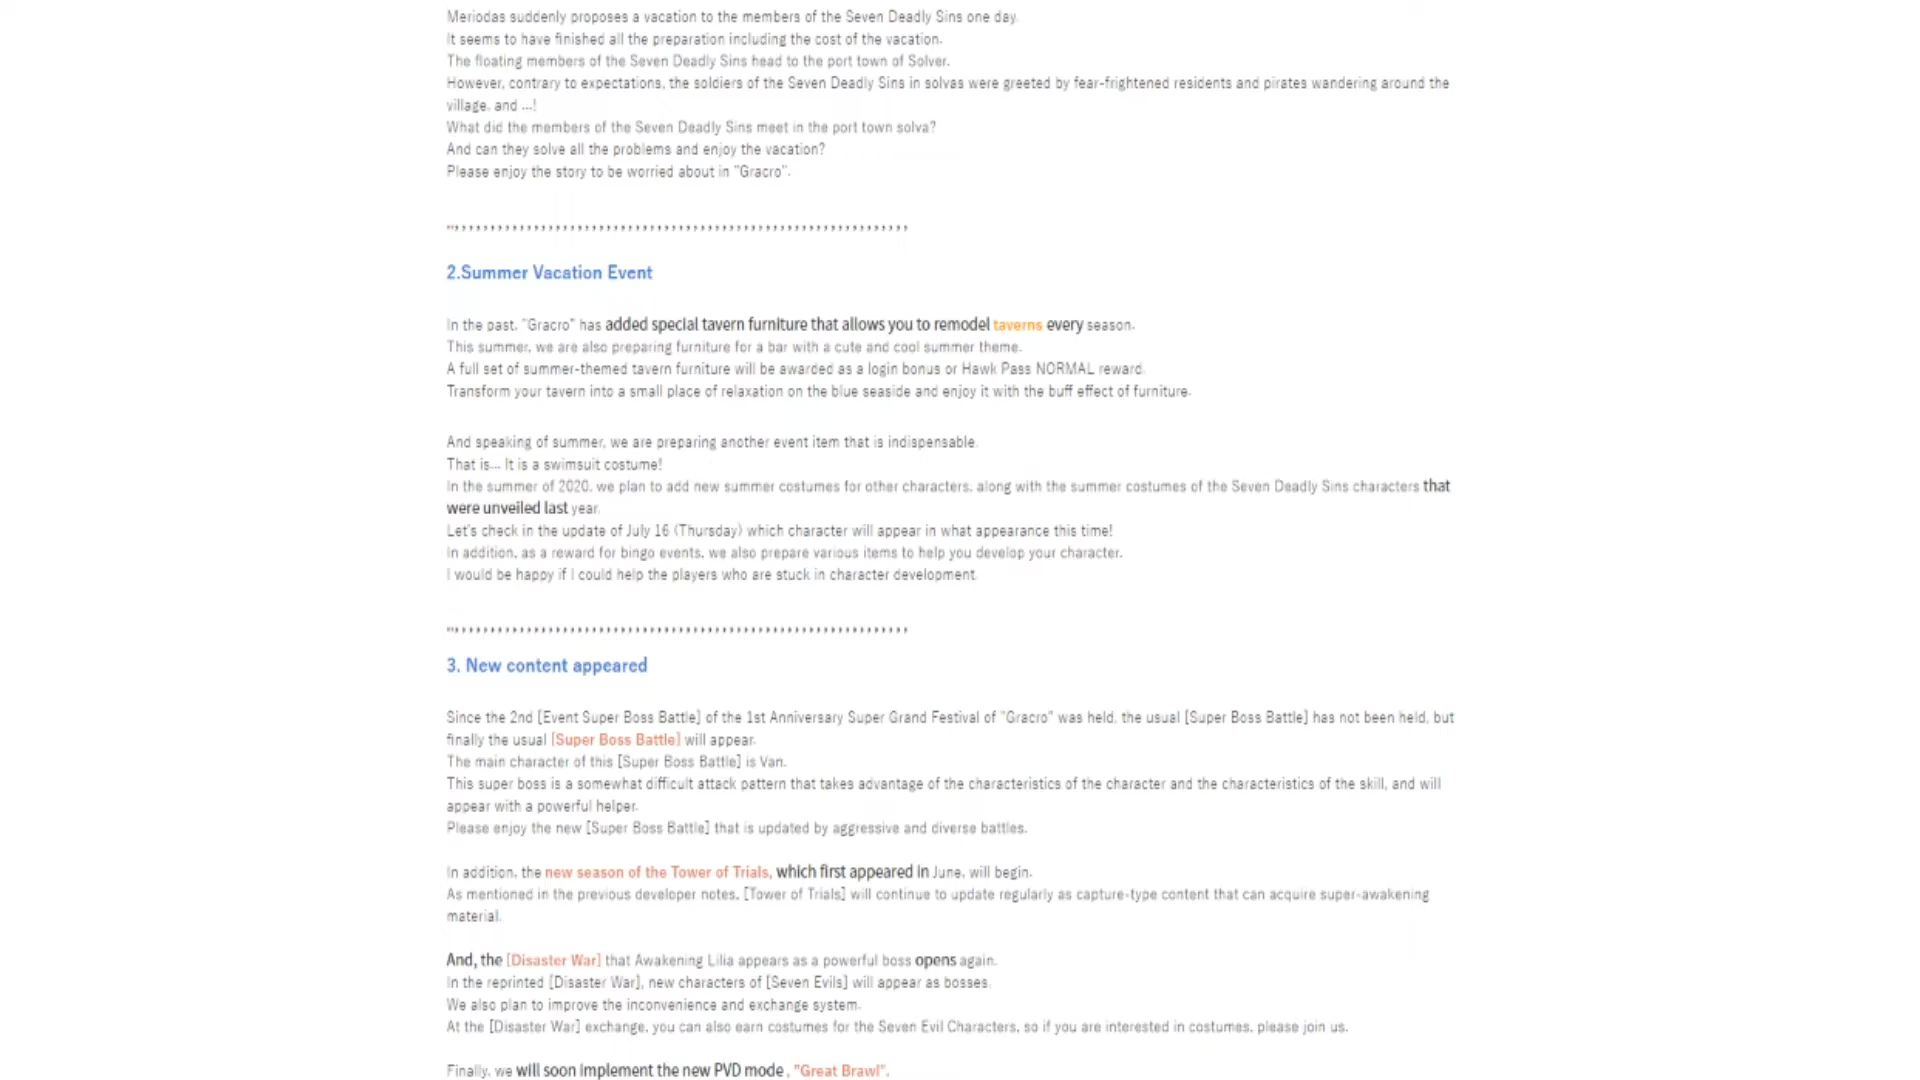 Meriodas suddenly proposes a vacation to the members of the Seven Deadly Sins one day.
It seems to have finished all the preparation including the cost of the vacation.
The floating members of the Seven Deadly Sins head to the port town of Solver.
However, contrary to expectations, the soldiers of the Seven Deadly Sins in solvas were greeted by fear-frightened residents and pirates wandering around the
village, and ...!
What did the members of the Seven Deadly Sins meet in the port town solva?
And can they solve all the problems and enjoy the vacation?
Please enjoy the story to be worried about in "Gracro".
2.Summer Vacation Event
In the past, "Gracro" has added special tavern furniture that allows you to remodel taverns every season.
This summer, we are also preparing furniture for a bar with a cute and cool summer theme.
A full set of summer-themed tavern furniture will be awarded as a login bonus or Hawk Pass NORMAL reward.
Transform your tavern into a small place of relaxation on the blue seaside and enjoy it with the buff effect of furniture.
And speaking of summer, we are preparing another event item that is indispensable.
That is... It is a swimsuit costume!
In the summer of 2020, we plan to add new summer costumes for other characters, along with the summer costumes of the Seven Deadly Sins characters that
were unveiled last year.
Let's check in the update of July 16 (Thursday) which character will appear in what appearance this time!
In addition, as a reward for bingo events, we also prepare various items to help you develop your character.
I would be happy if I could help the players who are stuck in character development.
3. New content appeared
Since the 2nd [Event Super Boss Battle] of the 1st Anniversary Super Grand Festival of "Gracro" was held, the usual [Super Boss Battle] has not been held, but
finally the usual [Super Boss Battle] will appear.
The main character of this [Super Boss Battle] is Van.
This super boss is a somewhat difficult attack pattern that takes advantage of the characteristics of the character and the characteristics of the skill, and will
appear with a powerful helper.
Please enjoy the new [Super Boss Battle] that is updated by aggressive and diverse battles.
In addition, the new season of the Tower of Trials, which first appeared in June, will begin.
As mentioned in the previous developer notes, [Tower of Trials] will continue to update regularly as capture-type content that can acquire super-awakening
material.
And, the [Disaster War] that Awakening Lilia appears as a powerful boss opens again.
In the reprinted [Disaster War], new characters of [Seven Evils] will appear as bosses.
We also plan to improve the inconvenience and exchange system.
At the [Disaster War] exchange, you can also earn costumes for the Seven Evil Characters, so if you are interested in costumes, please join us.
Finally, we will soon implement the new PVD mode , "Great Brawl".